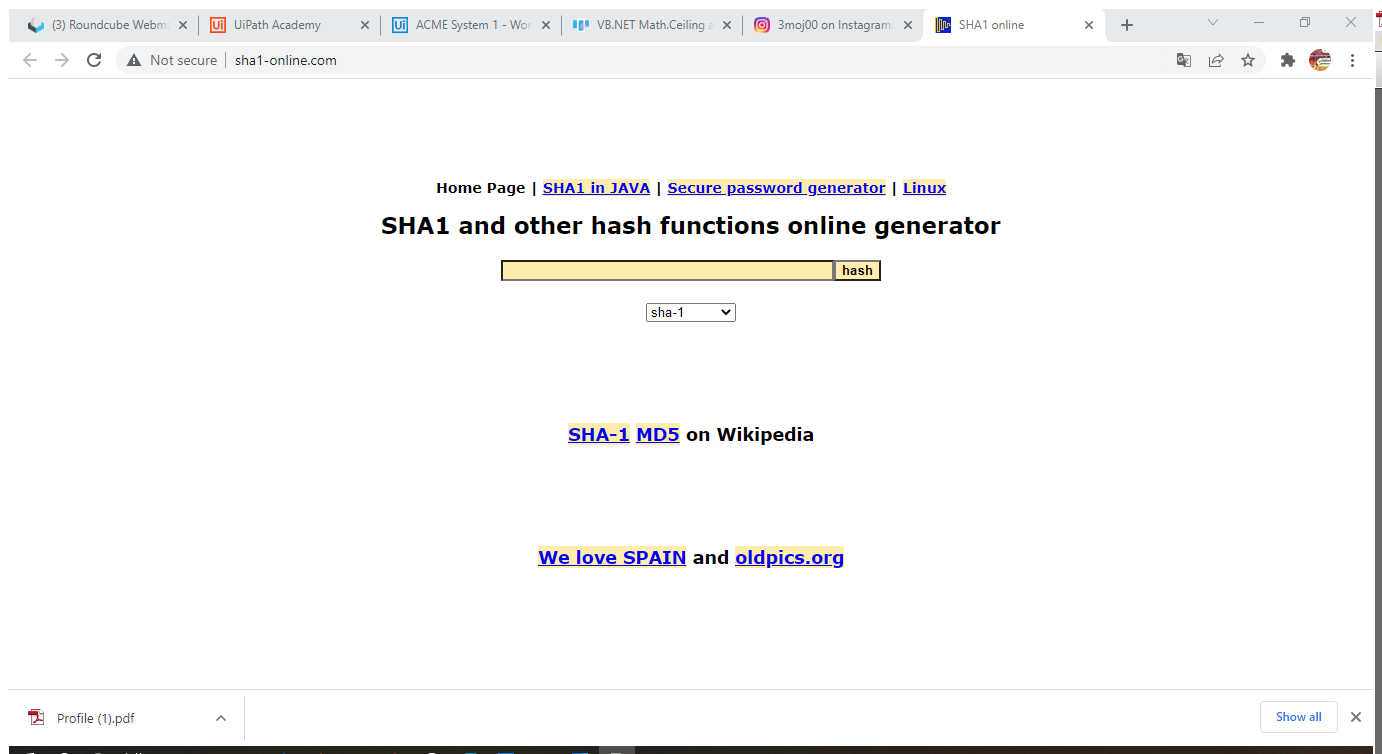 (3) Roundcube Webma
UiPath Academy
ACME System 1 - Wor
VB.NET Math.Ceiling a
3moj00 on Instagram:
SHA1 online
Not secure
sha1-online.com
Home Page | SHA1 in JAVA | Secure password generator | Linux
SHA1 and other hash functions online generator
hash
sha-1
SHA-1 MD5 on Wikipedia
We love SPAIN and oldpics.org
Profile (1).pdf
Show all